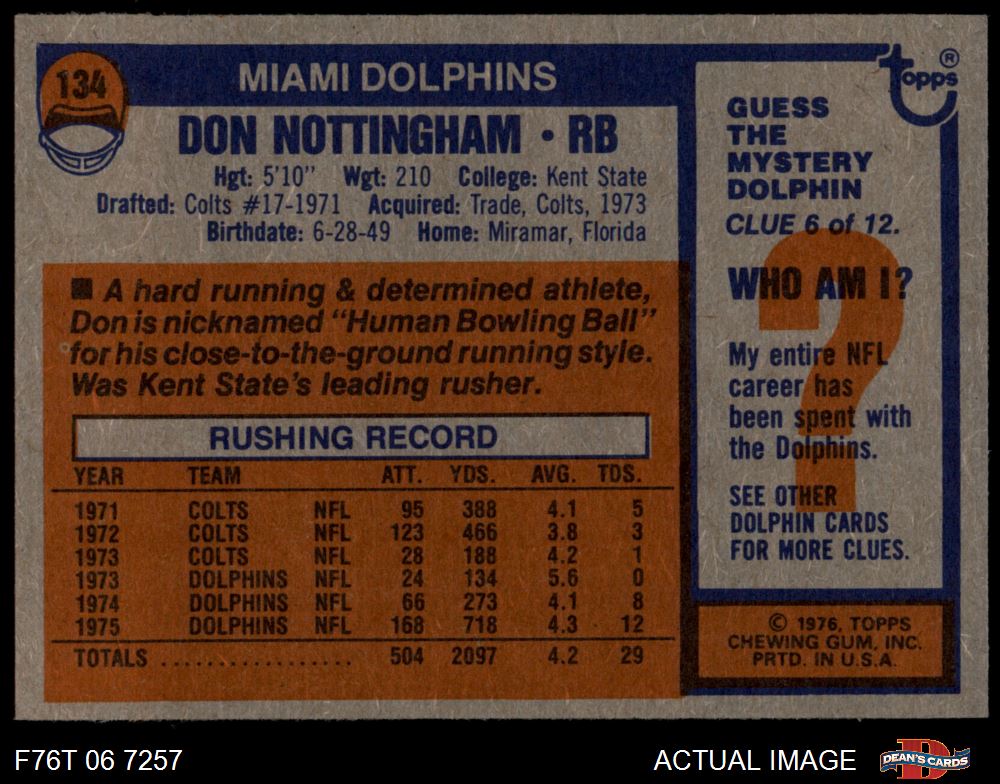 134
MIAMI DOLPHINS
DON NOTTINGHAM • RB
Hgt: 5'10" Wgt: 210 College: Kent State
Drafted: Colts #17-1971 Acquired: Trade, Colts, 1973
Birthdate: 6-28-49 Home: Miramar, Florida
■ A hard running & determined athlete,
Don is nicknamed "Human Bowling Ball"
for his close-to-the-ground running style.
Was Kent State's leading rusher.
RUSHING RECORD
YEAR TEAM ATT. YDS. AVG. TDS.
1971 COLTS NFL 95 388 4.1 5
1972 COLTS NFL 123 466 3.8 3
1973 COLTS NFL 28 188 4.2 1
1973 DOLPHINS NFL 24 134 5.6 0
1974 DOLPHINS NFL 66 273 4.1 8
1975 DOLPHINS NFL 168 718 4.3 12
TOTALS .................. 504 2097 4.2 29
topps ®
GUESS
THE
MYSTERY
DOLPHIN
CLUE 6 of 12.
?
WHO AM I?
My entire NFL
career has
been spent with
the Dolphins.
SEE OTHER
DOLPHIN CARDS
FOR MORE CLUES.
© 1976, TOPPS
CHEWING GUM, INC.
PRTD. IN U.S.A.
F76T 06 7257 ACTUAL IMAGE D DEAN'S CARDS